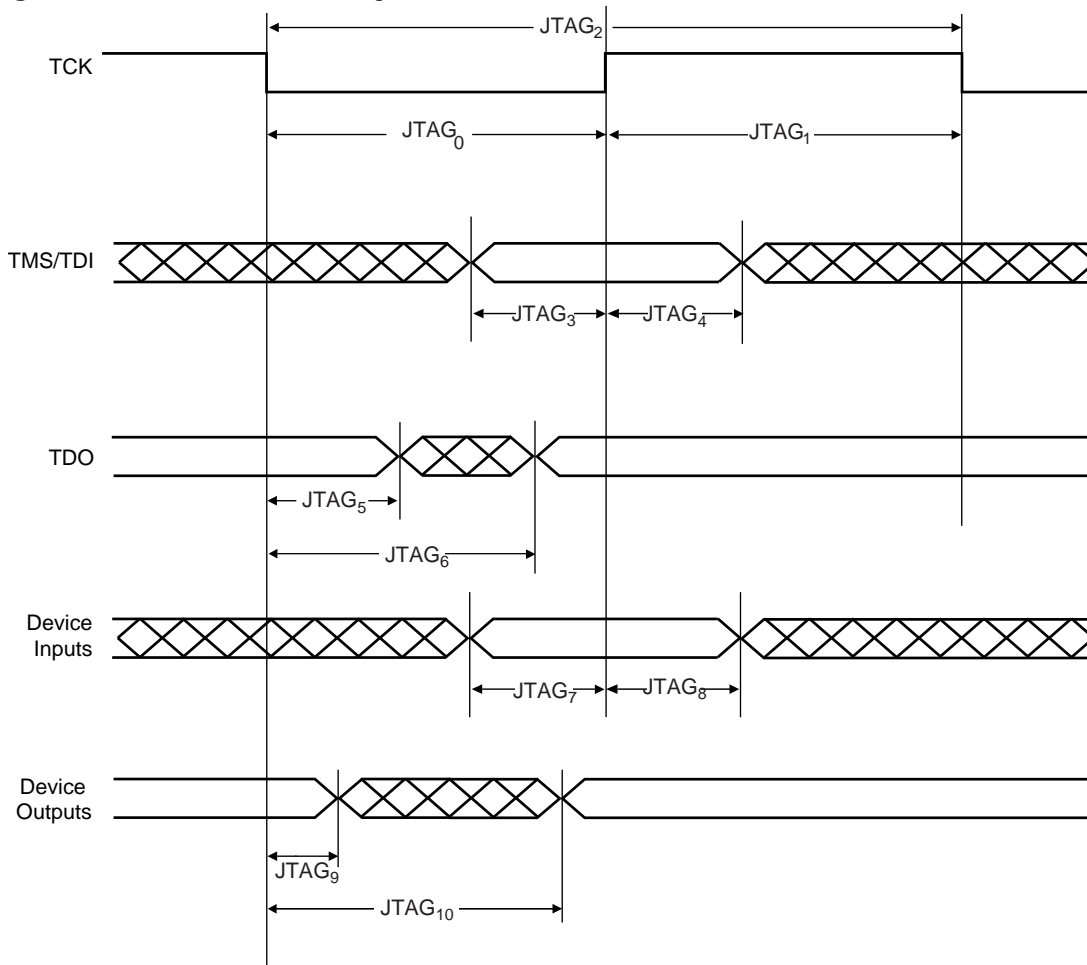 JTAG₂
TCK
JTAG₀
JTAG₁
TMS/TDI
JTAG₃
JTAG₄
TDO
JTAG₅
JTAG₆
Device
Inputs
JTAG₇
JTAG₈
Device
Outputs
JTAG₉
JTAG₁₀